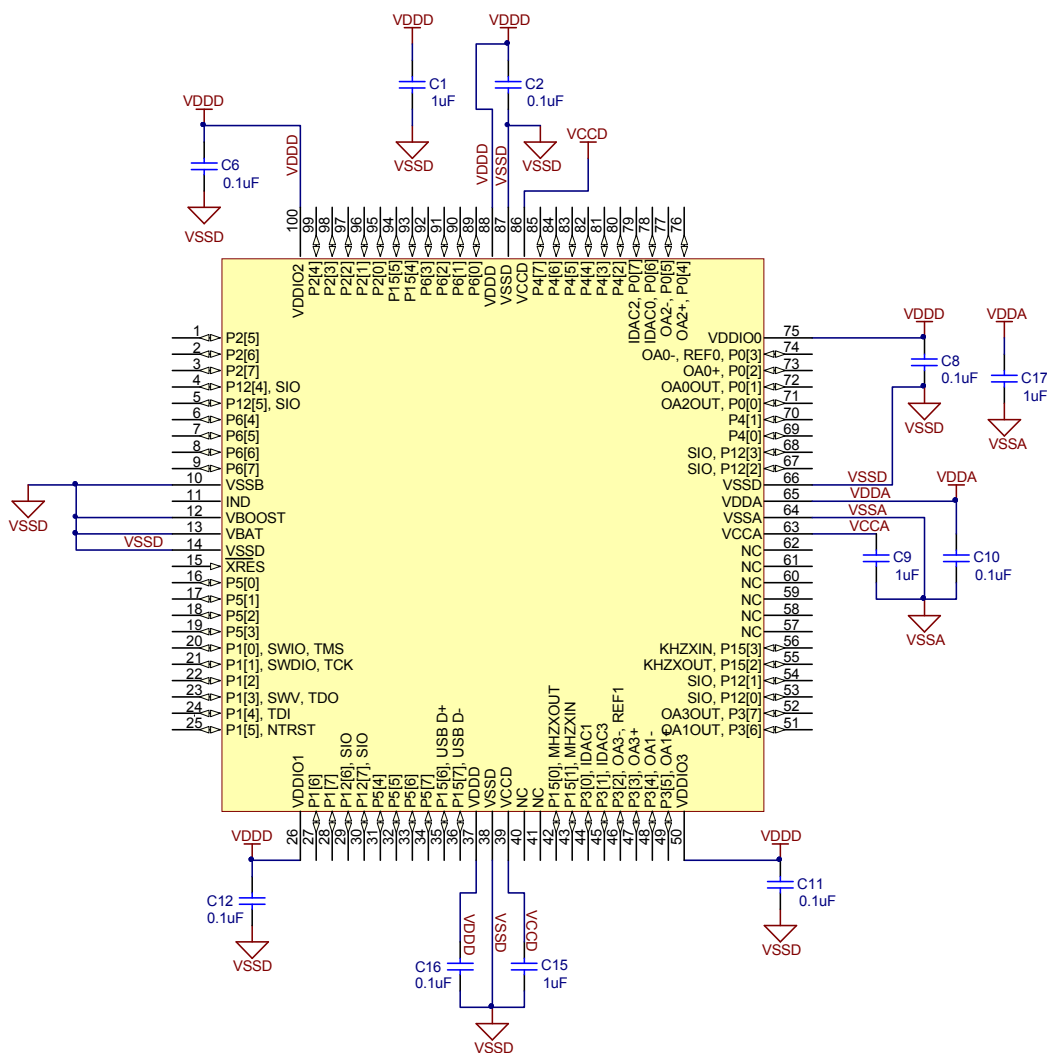 VDDD
VDDD
C1
1uF
C2
0.1uF
VSSD
VSSD
VDDD
C6
0.1uF
VSSD
VDDD
VDDD
VSSD
VCCD
100
99
98
97
96
95
94
93
92
91
90
89
88
87
86
85
84
83
82
81
80
79
78
77
76
VDDIO2
P2[4]
P2[3]
P2[2]
P2[1]
P2[0]
P15[5]
P15[4]
P6[3]
P6[2]
P6[1]
P6[0]
VDDD
VSSD
VCCD
P4[7]
P4[6]
P4[5]
P4[4]
P4[3]
P4[2]
IDAC2, P0[7]
IDAC0, P0[6]
OA2-, P0[5]
OA2+, P0[4]
1 P2[5]
2 P2[6]
3 P2[7]
4 P12[4], SIO
5 P12[5], SIO
6 P6[4]
7 P6[5]
8 P6[6]
9 P6[7]
10 VSSB
11 IND
12 VBOOST
13 VBAT
VSSD 14 VSSD
15 XRES
16 P5[0]
17 P5[1]
18 P5[2]
19 P5[3]
20 P1[0], SWIO, TMS
21 P1[1], SWDIO, TCK
22 P1[2]
23 P1[3], SWV, TDO
24 P1[4], TDI
25 P1[5], NTRST
VSSD
VDDIO0 75
OA0-, REF0, P0[3] 74
OA0+, P0[2] 73
OA0OUT, P0[1] 72
OA2OUT, P0[0] 71
P4[1] 70
P4[0] 69
SIO, P12[3] 68
SIO, P12[2] 67
VSSD 66 VSSD
VDDA 65 VDDA
VSSA 64 VSSA
VCCA 63 VCCA
NC 62
NC 61
NC 60
NC 59
NC 58
NC 57
KHZXIN, P15[3] 56
KHZXOUT, P15[2] 55
SIO, P12[1] 54
SIO, P12[0] 53
OA3OUT, P3[7] 52
OA1OUT, P3[6] 51
VDDD
C8
0.1uF
VSSD
VDDA
C17
1uF
VSSA
VDDA
C9
1uF
C10
0.1uF
VSSA
VDDIO1
P1[6]
P1[7]
P12[6], SIO
P12[7], SIO
P5[4]
P5[5]
P5[6]
P5[7]
P15[6], USB D+
P15[7], USB D-
VDDD
VSSD
VCCD
NC
NC
P15[0], MHZXOUT
P15[1], MHZXIN
P3[0], IDAC1
P3[1], IDAC3
P3[2], OA3-, REF1
P3[3], OA3+
P3[4], OA1-
P3[5], OA1+
VDDIO3
26
27
28
29
30
31
32
33
34
35
36
37
38
39
40
41
42
43
44
45
46
47
48
49
50
VDDD
C12
0.1uF
VSSD
VDDD
VSSD
VCCD
C16
0.1uF
C15
1uF
VSSD
VDDD
C11
0.1uF
VSSD